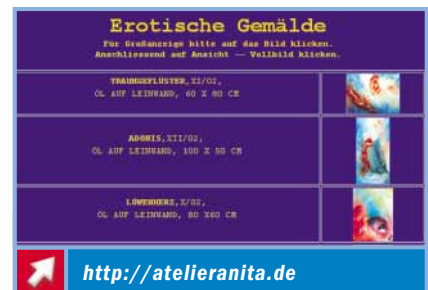 Erotische Gemälde
Für Großanzeige bitte auf das Bild klicken.
Anschliessend auf Ansicht -- Vollbild klicken.
TRAUMGEFLÜSTER, XI/02,
ÖL AUF LEINWAND, 60 X 80 CM
ADONIS, XII/02,
ÖL AUF LEINWAND, 100 X 50 CM
LÖWENHERZ, X/02,
ÖL AUF LEINWAND, 80 X60 CM
http://atelieranita.de